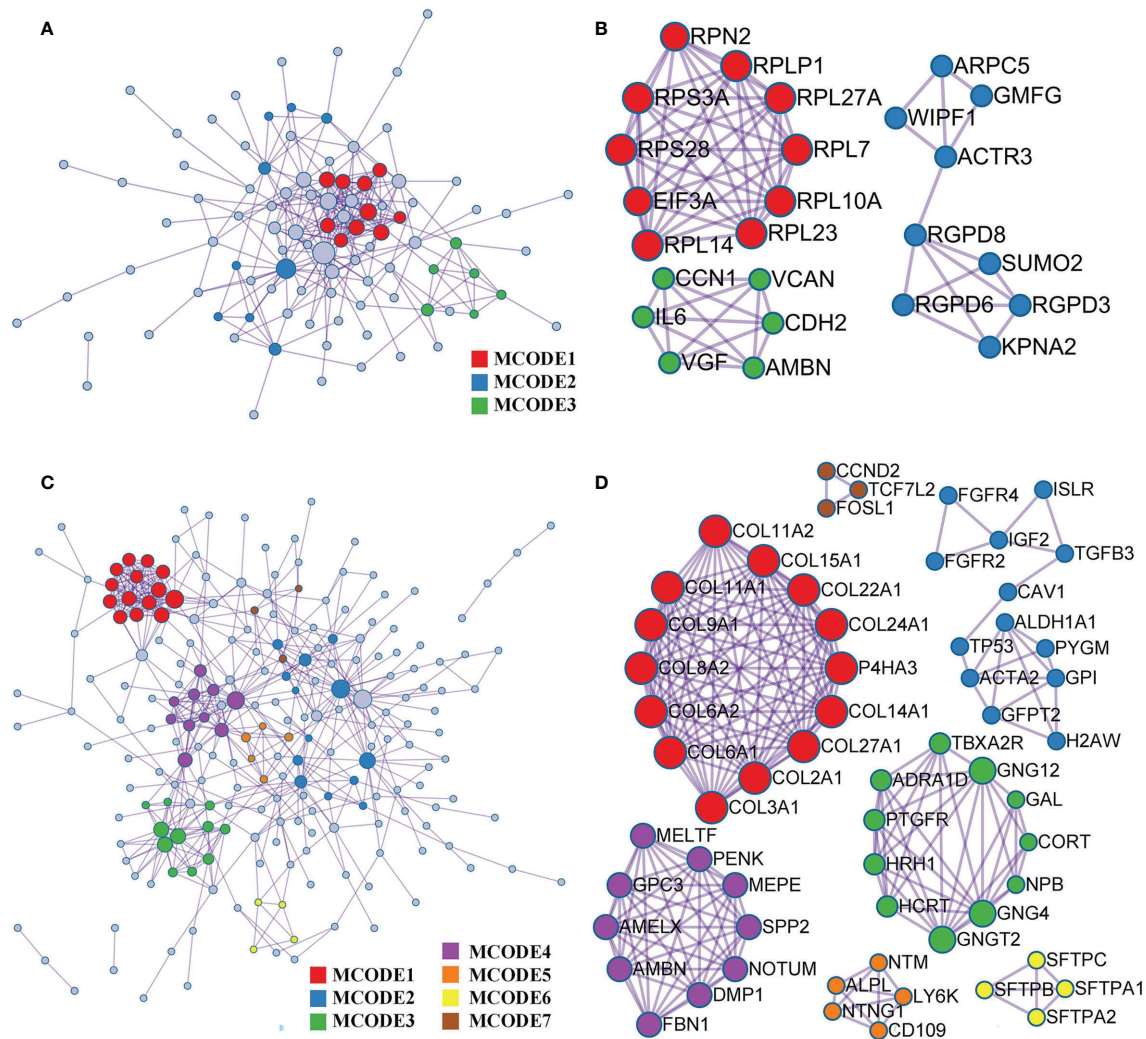 A
MCODE1
MCODE2
MCODE3
B
RPN2
RPLP1
RPS3A
RPL27A
RPS28
RPL7
EIF3A
RPL10A
RPL23
RPL14
CCN1
VCAN
IL6
CDH2
VGF
AMBN
ARPC5
GMFG
WIPF1
ACTR3
RGPD8
SUMO2
RGPD6
RGPD3
KPNA2
C
MCODE1
MCODE2
MCODE3
MCODE4
MCODE5
MCODE6
MCODE7
D
CCND2
TCF7L2
FOSL1
COL11A2
COL15A1
COL11A1
COL22A1
COL9A1
COL24A1
COL8A2
P4HA3
COL6A2
COL14A1
COL6A1
COL27A1
COL2A1
COL3A1
FGFR4
ISLR
IGF2
FGFR2
TGFB3
CAV1
ALDH1A1
TP53
PYGM
ACTA2
GPI
GFPT2
H2AW
TBXA2R
GNG12
ADRA1D
GAL
PTGFR
CORT
HRH1
NPB
HCRT
GNG4
GNGT2
MELTF
PENK
GPC3
MEPE
AMELX
SPP2
AMBN
NOTUM
DMP1
FBN1
NTM
ALPL
LY6K
NTNG1
CD109
SFTPC
SFTPB
SFTPA1
SFTPA2